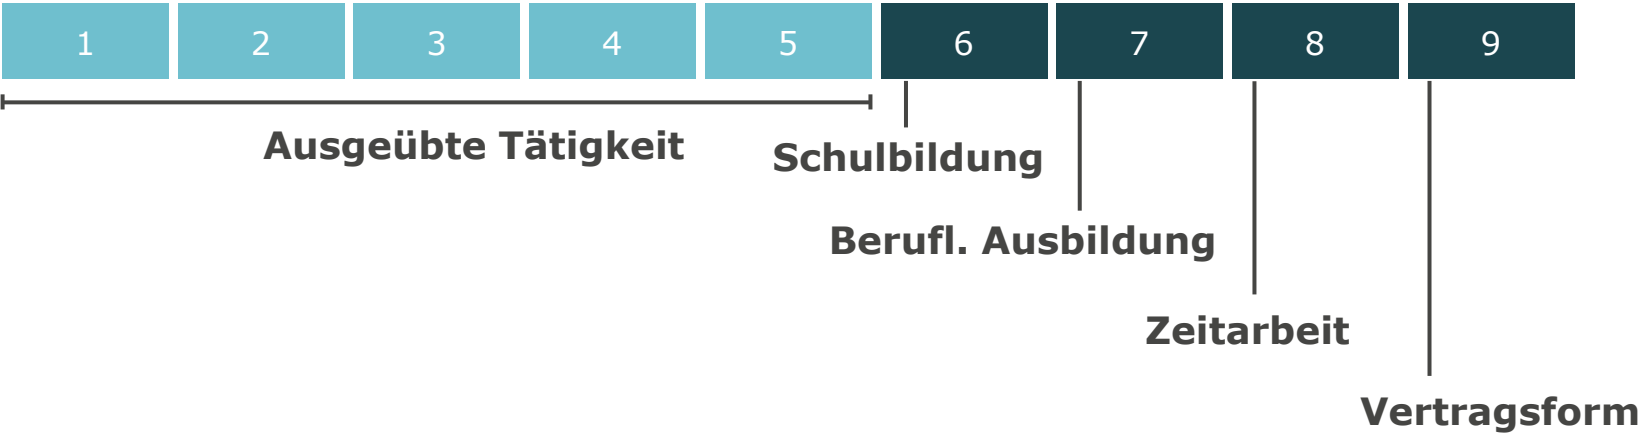 1 2 3 4 5 6 7 8 9
Ausgeübte Tätigkeit
Schulbildung
Berufl. Ausbildung
Zeitarbeit
Vertragsform